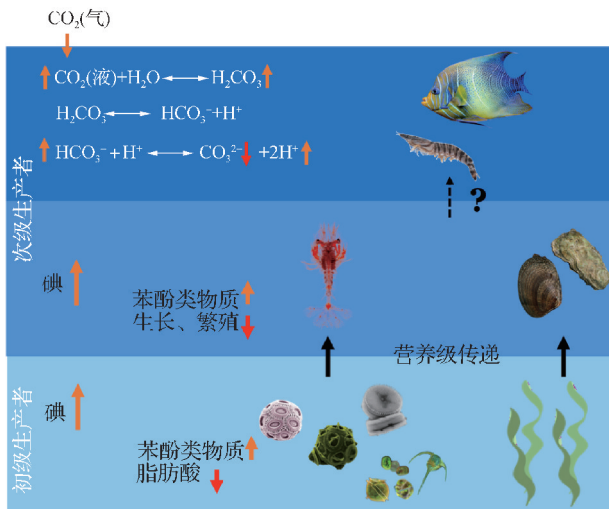 CO₂(气)
CO₂(液)+H₂O ⟷ H₂CO₃
H₂CO₃ ⟷ HCO₃⁻+H⁺
HCO₃⁻+H⁺ ⟷ CO₃²⁻ +2H⁺
次级生产者
?
碘
苯酚类物质
生长、繁殖
营养级传递
初级生产者
碘
苯酚类物质
脂肪酸